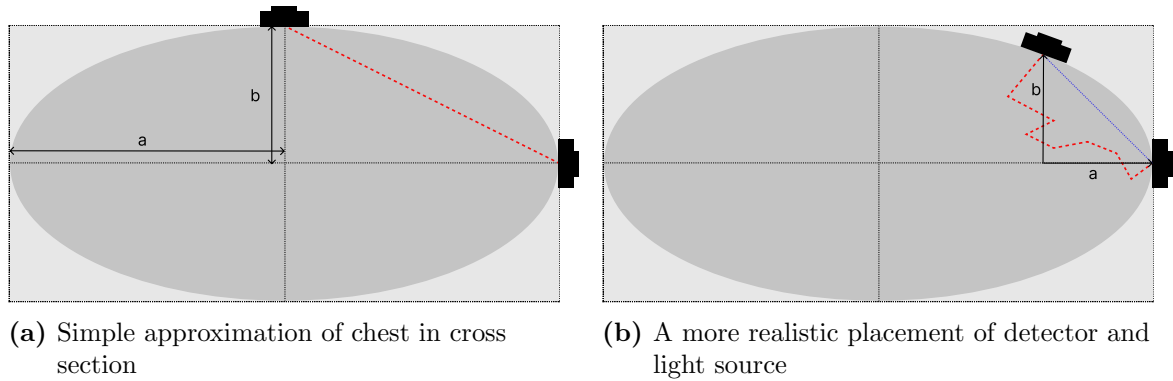 b
a
b
a
(a) Simple approximation of chest in cross
section
(b) A more realistic placement of detector and
light source